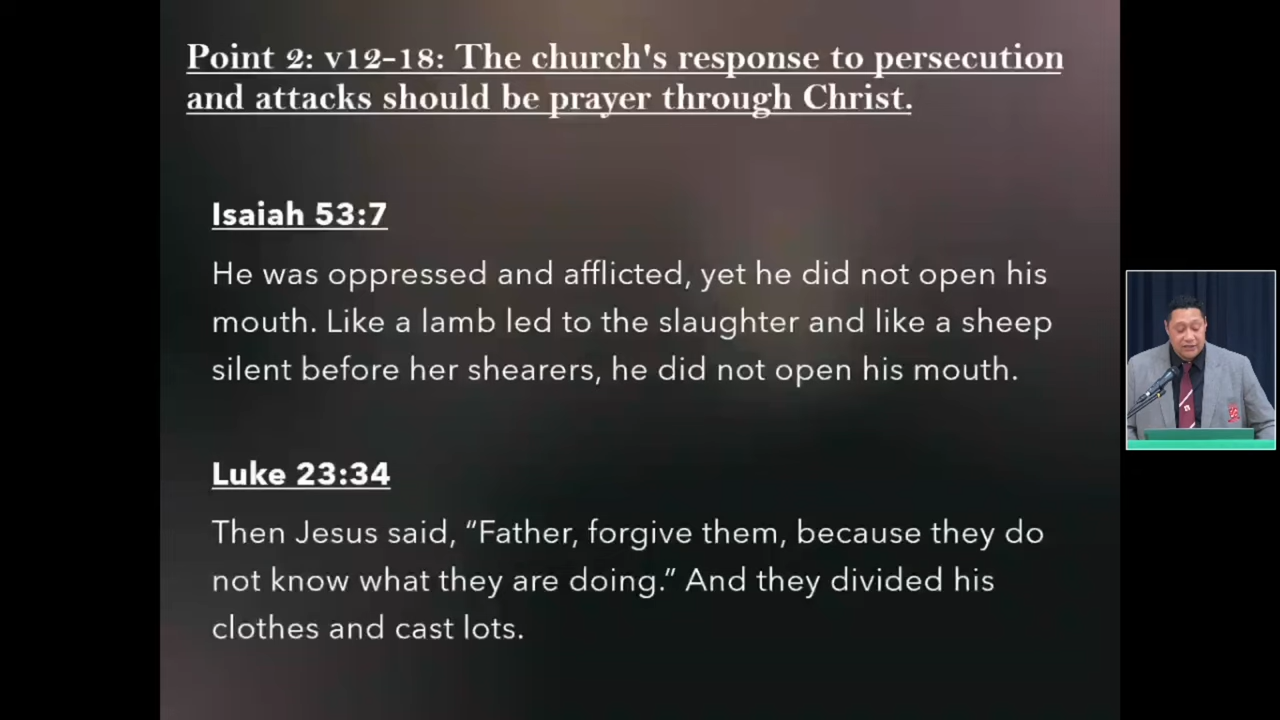 Point 2: v12-18: The church's response to persecution
and attacks should be prayer through Christ.
Isaiah 53:7
He was oppressed and afflicted, yet he did not open his
mouth. Like a lamb led to the slaughter and like a sheep
silent before her shearers, he did not open his mouth.
Luke 23:34
Then Jesus said, “Father, forgive them, because they do
not know what they are doing.” And they divided his
clothes and cast lots.